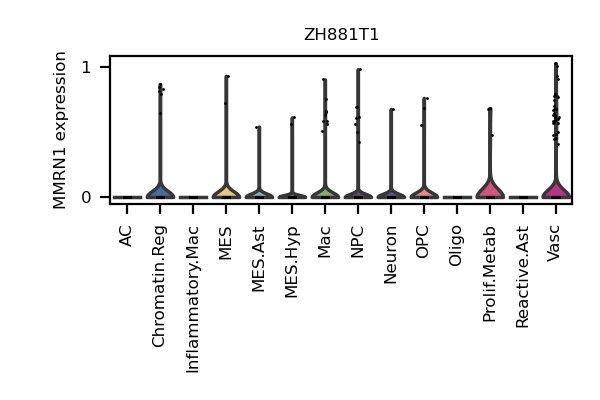 ZH881T1
MMRN1 expression
1
0
AC
Chromatin.Reg
Inflammatory.Mac
MES
MES.Ast
MES.Hyp
Mac
NPC
Neuron
OPC
Oligo
Prolif.Metab
Reactive.Ast
Vasc